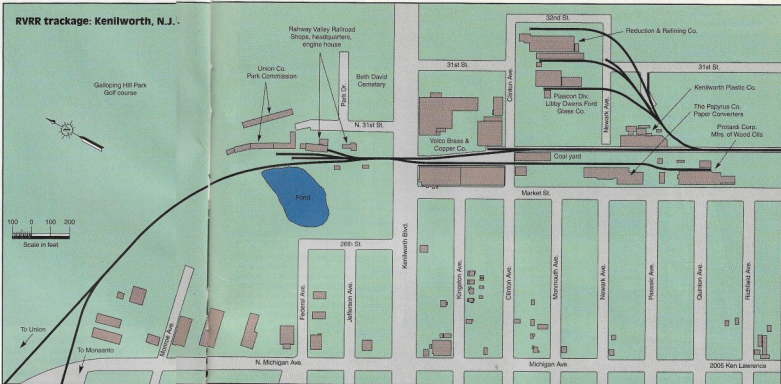 RVRR trackage: Kenilworth, N.J.
Galloping Hill Park
Golf course
N
100 0 100 200
Scale in feet
Union Co.
Park Commission
Rahway Valley Railroad
Shops, headquarters,
engine house
Park Dr.
Beth David
Cemetery
N. 31st St.
31st St.
Volco Brass &
Copper Co.
Clinton Ave.
32nd St.
Reduction & Refining Co.
Plascon Div.
Libby Owens Ford
Glass Co.
Newark Ave.
31st St.
Kenilworth Plastic Co.
The Papyrus Co.
Paper Converters
Protardi Corp.
Mfrs. of Wood Oils
Coal yard
Market St.
Pond
26th St.
Federal Ave.
Jefferson Ave.
Kenilworth Blvd.
Kingston Ave.
Clinton Ave.
Monmouth Ave.
Newark Ave.
Passaic Ave.
Quinton Ave.
Richfield Ave.
Monroe Ave.
To Union
To Monsanto
N. Michigan Ave.
Michigan Ave.
2005 Ken Lawrence